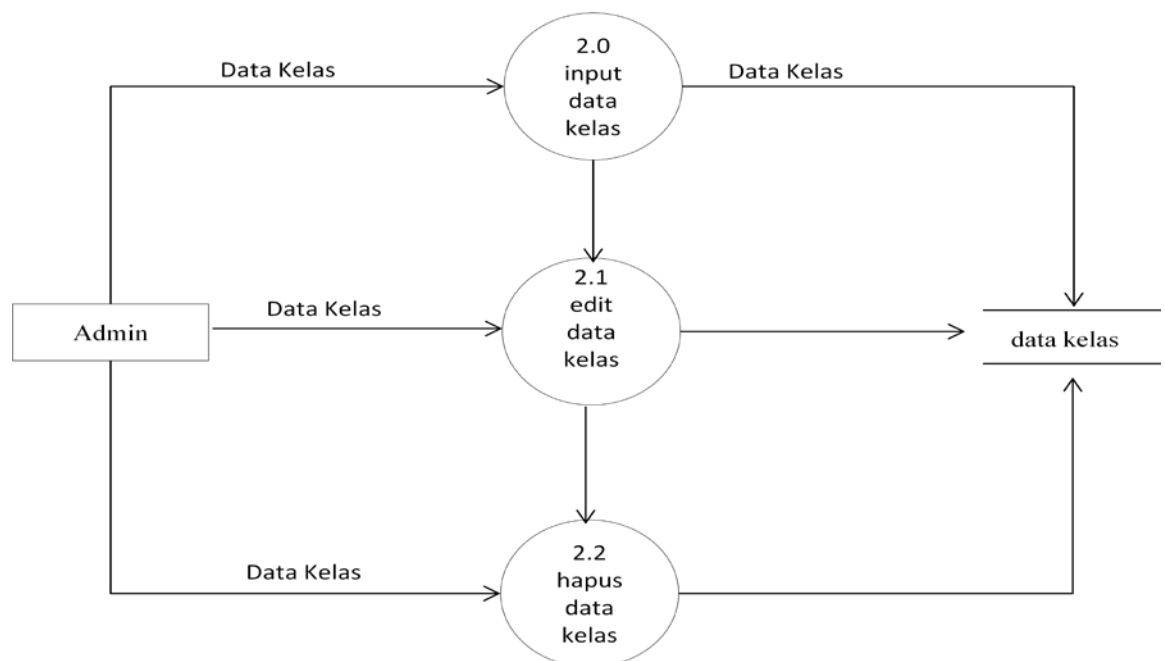 Data Kelas
2.0
input
data
kelas
Data Kelas
Admin
Data Kelas
2.1
edit
data
kelas
data kelas
Data Kelas
2.2
hapus
data
kelas